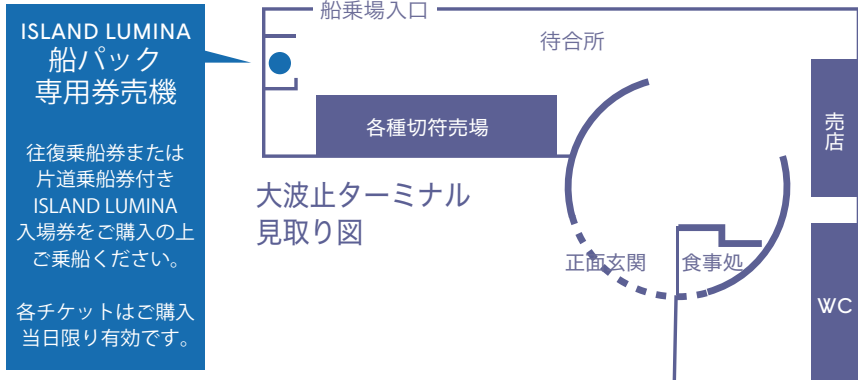 ISLAND LUMINA
船パック
専用券売機
往復乗船券または
片道乗船券付き
ISLAND LUMINA
入場券をご購入の上
ご乗船ください。
各チケットはご購入
当日限り有効です。
船乗場入口
待合所
各種切符売場
売店
大波止ターミナル
見取り図
正面玄関
食事処
WC